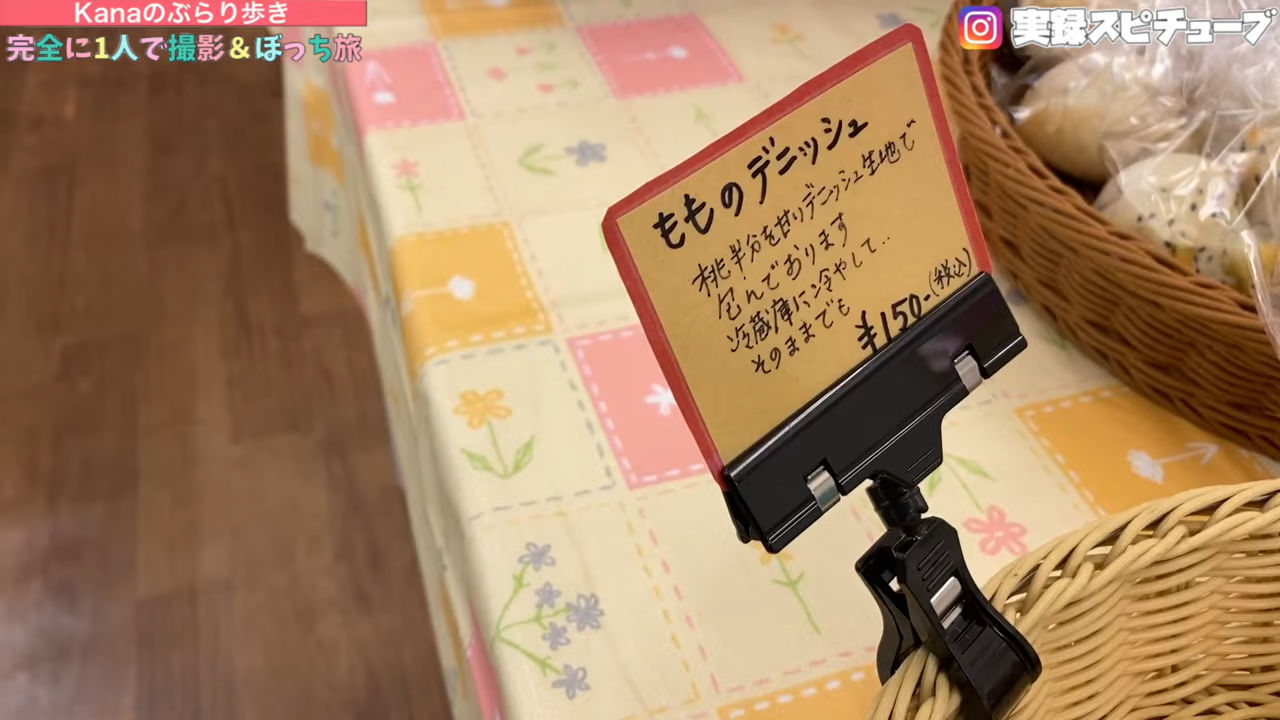 Kanaのぶらり歩き
完全に1人で撮影&ぼっち旅
実録スピチューブ
もものデニッシュ
桃半分を甘いデニッシュ生地で
包んでおります
冷蔵庫に冷やして..
そのままでも
¥150-(税込)